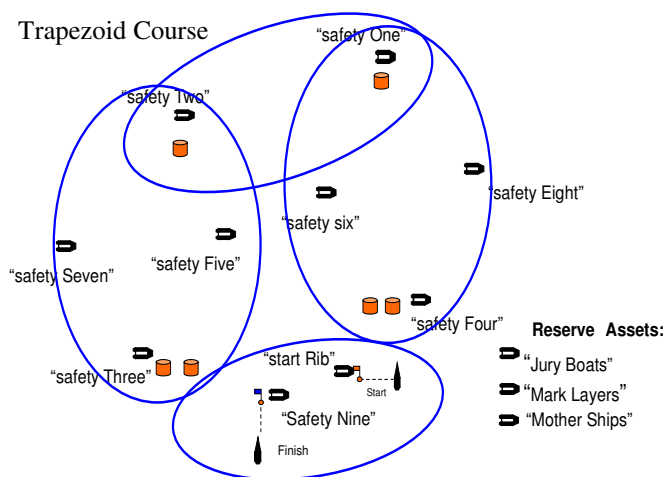 Trapezoid Course
“safety One”
“safety Two”
“safety Eight”
“safety six”
“safety Five”
“safety Seven”
“safety Four”
Reserve Assets:
“start Rib”
“Jury Boats”
“safety Three”
Start
“Mark Layers”
“Safety Nine”
“Mother Ships”
Finish